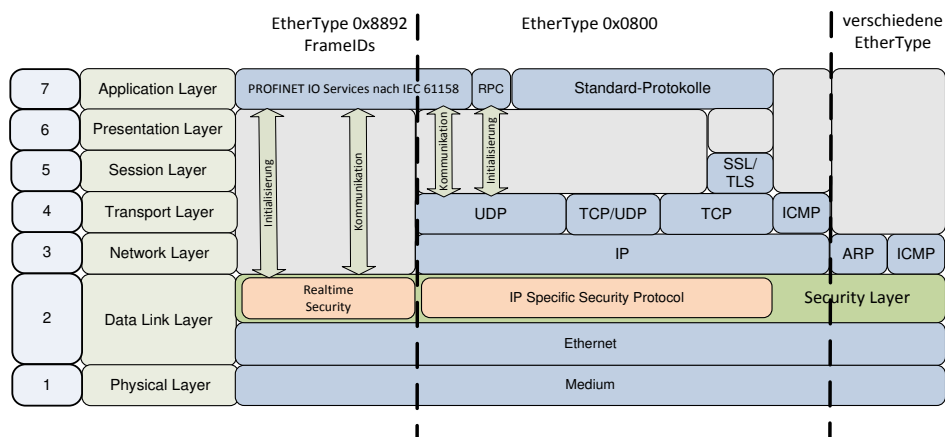 EtherType 0x8892
FrameIDs
EtherType 0x0800
verschiedene
EtherType
7
Application Layer
PROFINET IO Services nach IEC 61158
RPC
Standard-Protokolle
6
Presentation Layer
5
Session Layer
Initialisierung
Kommunikation
Kommunikation
Initialisierung
SSL/
TLS
4
Transport Layer
UDP
TCP/UDP
TCP
ICMP
3
Network Layer
IP
ARP
ICMP
2
Data Link Layer
Realtime
Security
IP Specific Security Protocol
Security Layer
Ethernet
1
Physical Layer
Medium